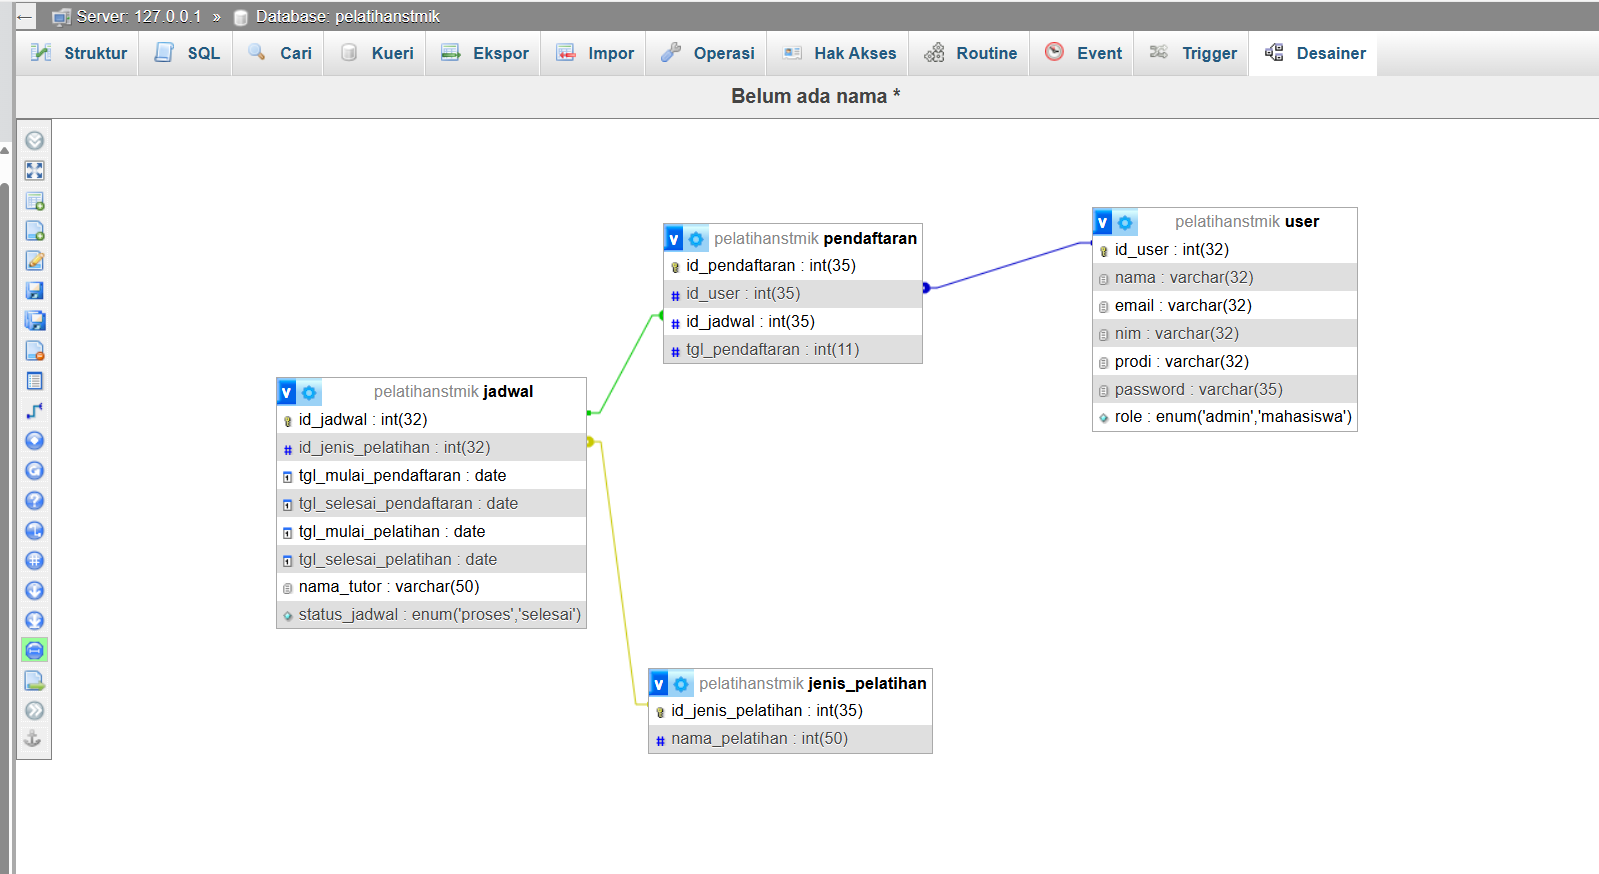 Server: 127.0.0.1 » Database: pelatihanstmik
Struktur SQL Cari Kueri Ekspor Impor Operasi Hak Akses Routine Event Trigger Desainer
Belum ada nama *
v pelatihanstmik pendaftaran
id_pendaftaran : int(35)
# id_user : int(35)
# id_jadwal : int(35)
# tgl_pendaftaran : int(11)
v pelatihanstmik user
id_user : int(32)
nama : varchar(32)
email : varchar(32)
nim : varchar(32)
prodi : varchar(32)
password : varchar(35)
role : enum('admin','mahasiswa')
v pelatihanstmik jadwal
id_jadwal : int(32)
# id_jenis_pelatihan : int(32)
tgl_mulai_pendaftaran : date
tgl_selesai_pendaftaran : date
tgl_mulai_pelatihan : date
tgl_selesai_pelatihan : date
nama_tutor : varchar(50)
status_jadwal : enum('proses','selesai')
v pelatihanstmik jenis_pelatihan
id_jenis_pelatihan : int(35)
# nama_pelatihan : int(50)